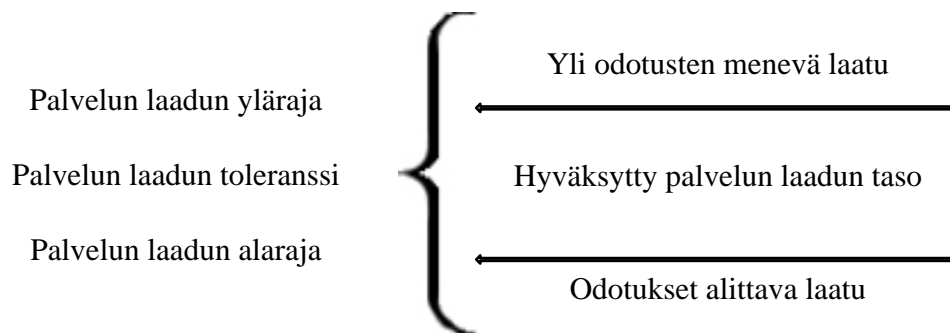 Yli odotusten menevä laatu
Palvelun laadun yläraja
Palvelun laadun toleranssi
Hyväksytty palvelun laadun taso
Palvelun laadun alaraja
Odotukset alittava laatu